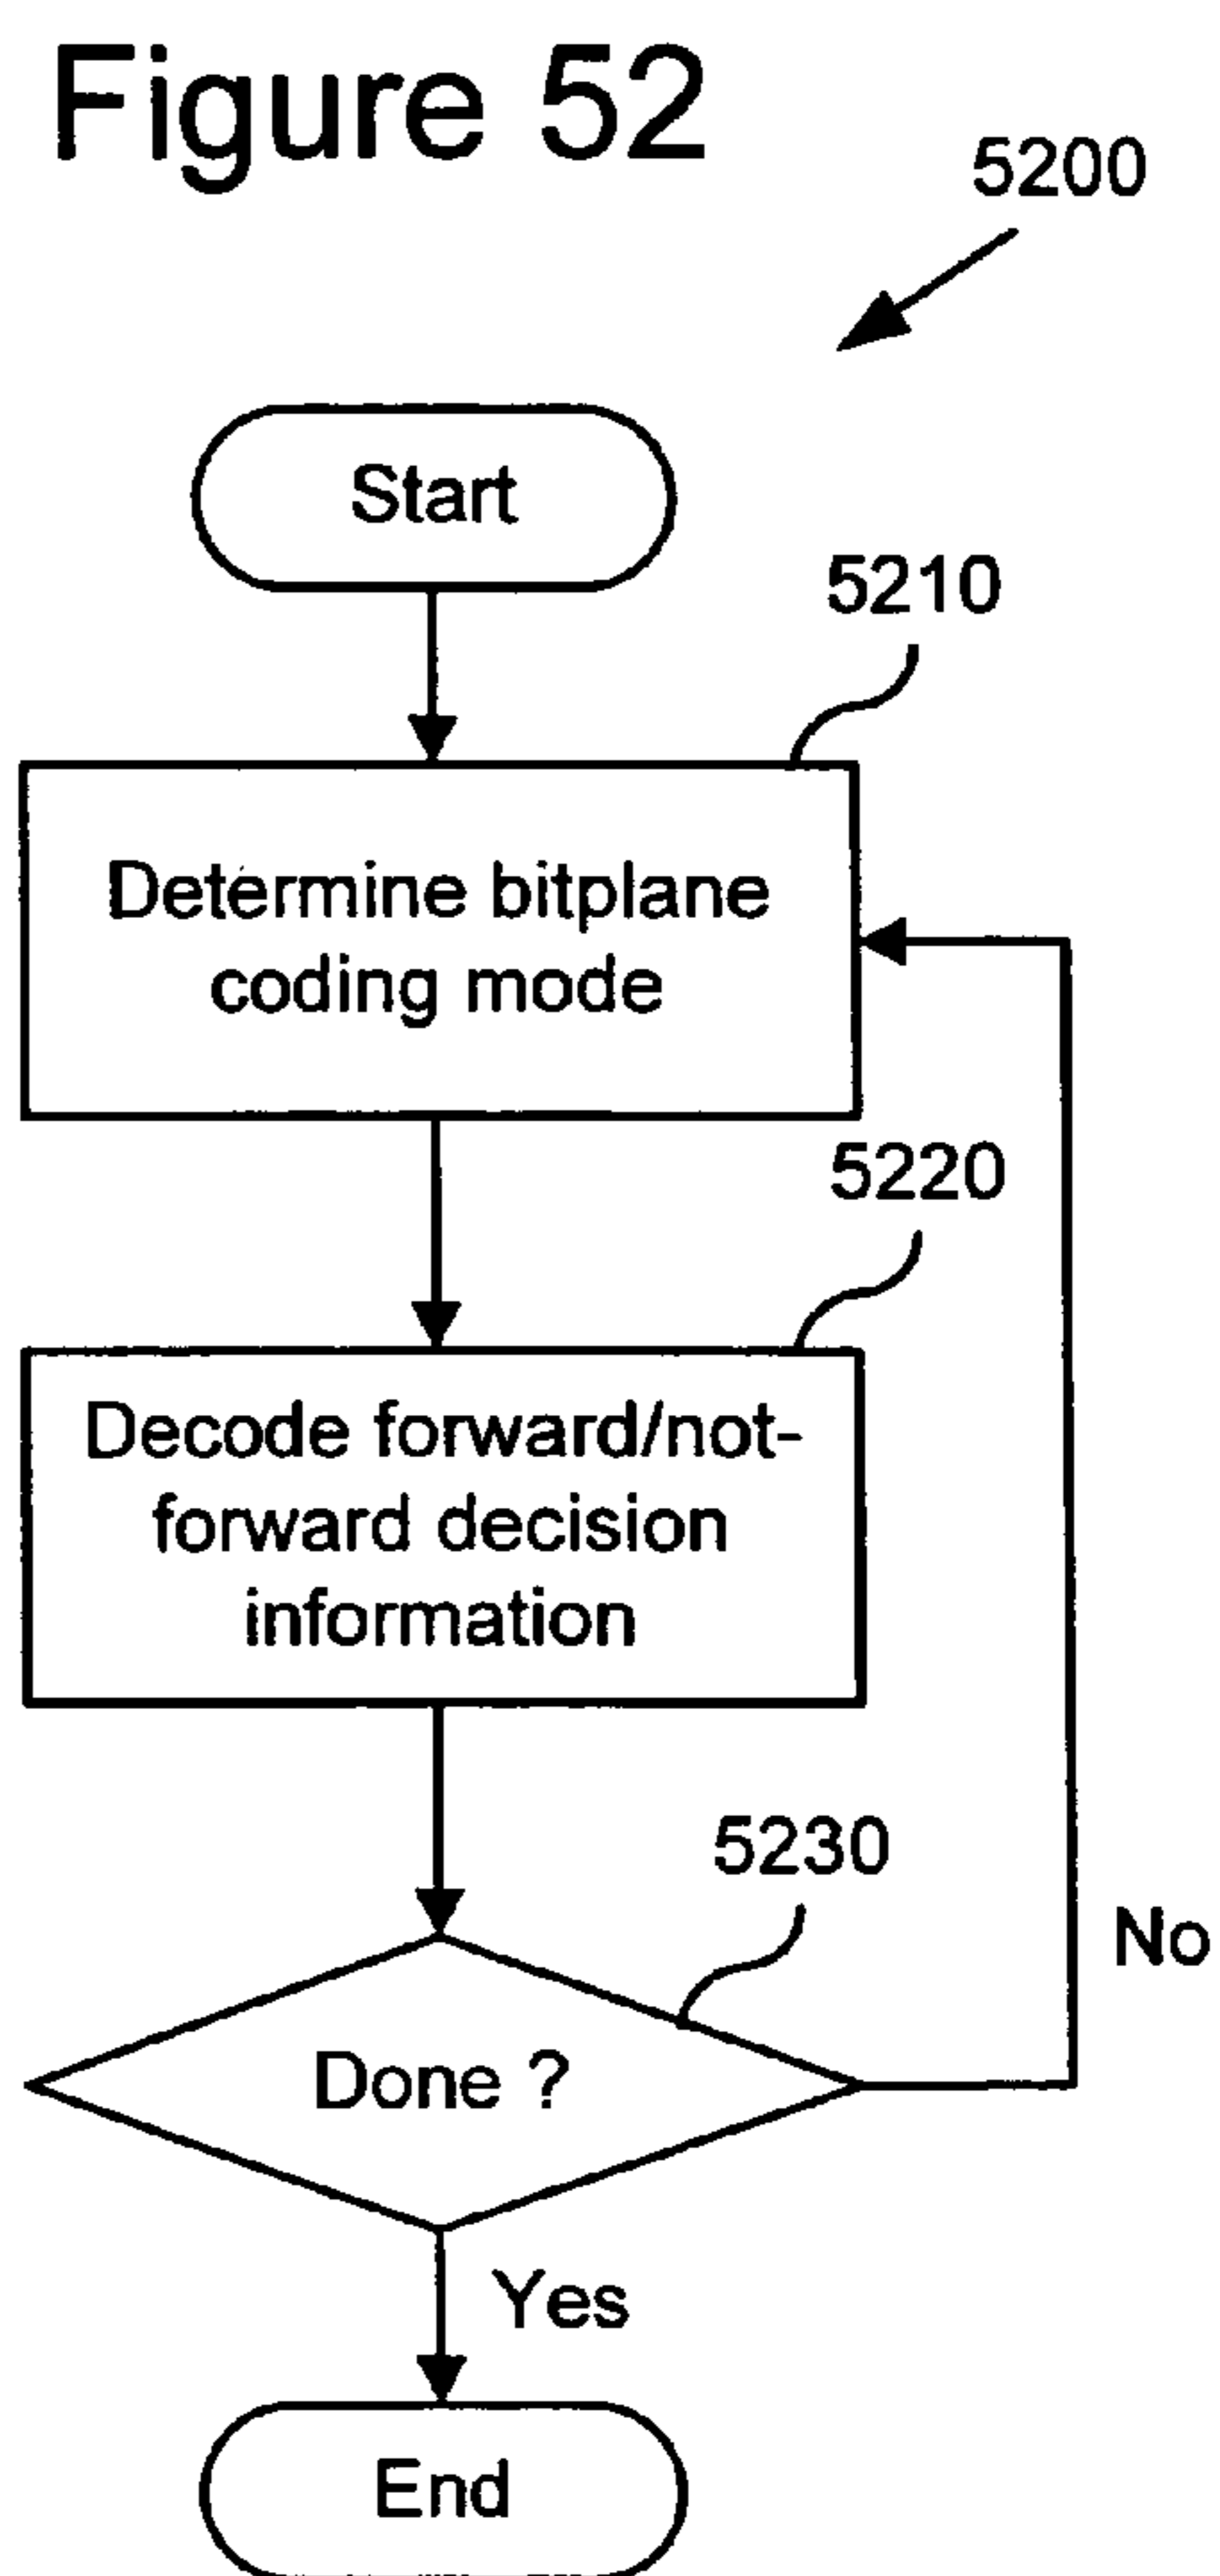 Figure 52
5200
Start
5210
Determine bitplane
coding mode
5220
Decode forward/not-
forward decision
information
5230
No
Done ?
Yes
End